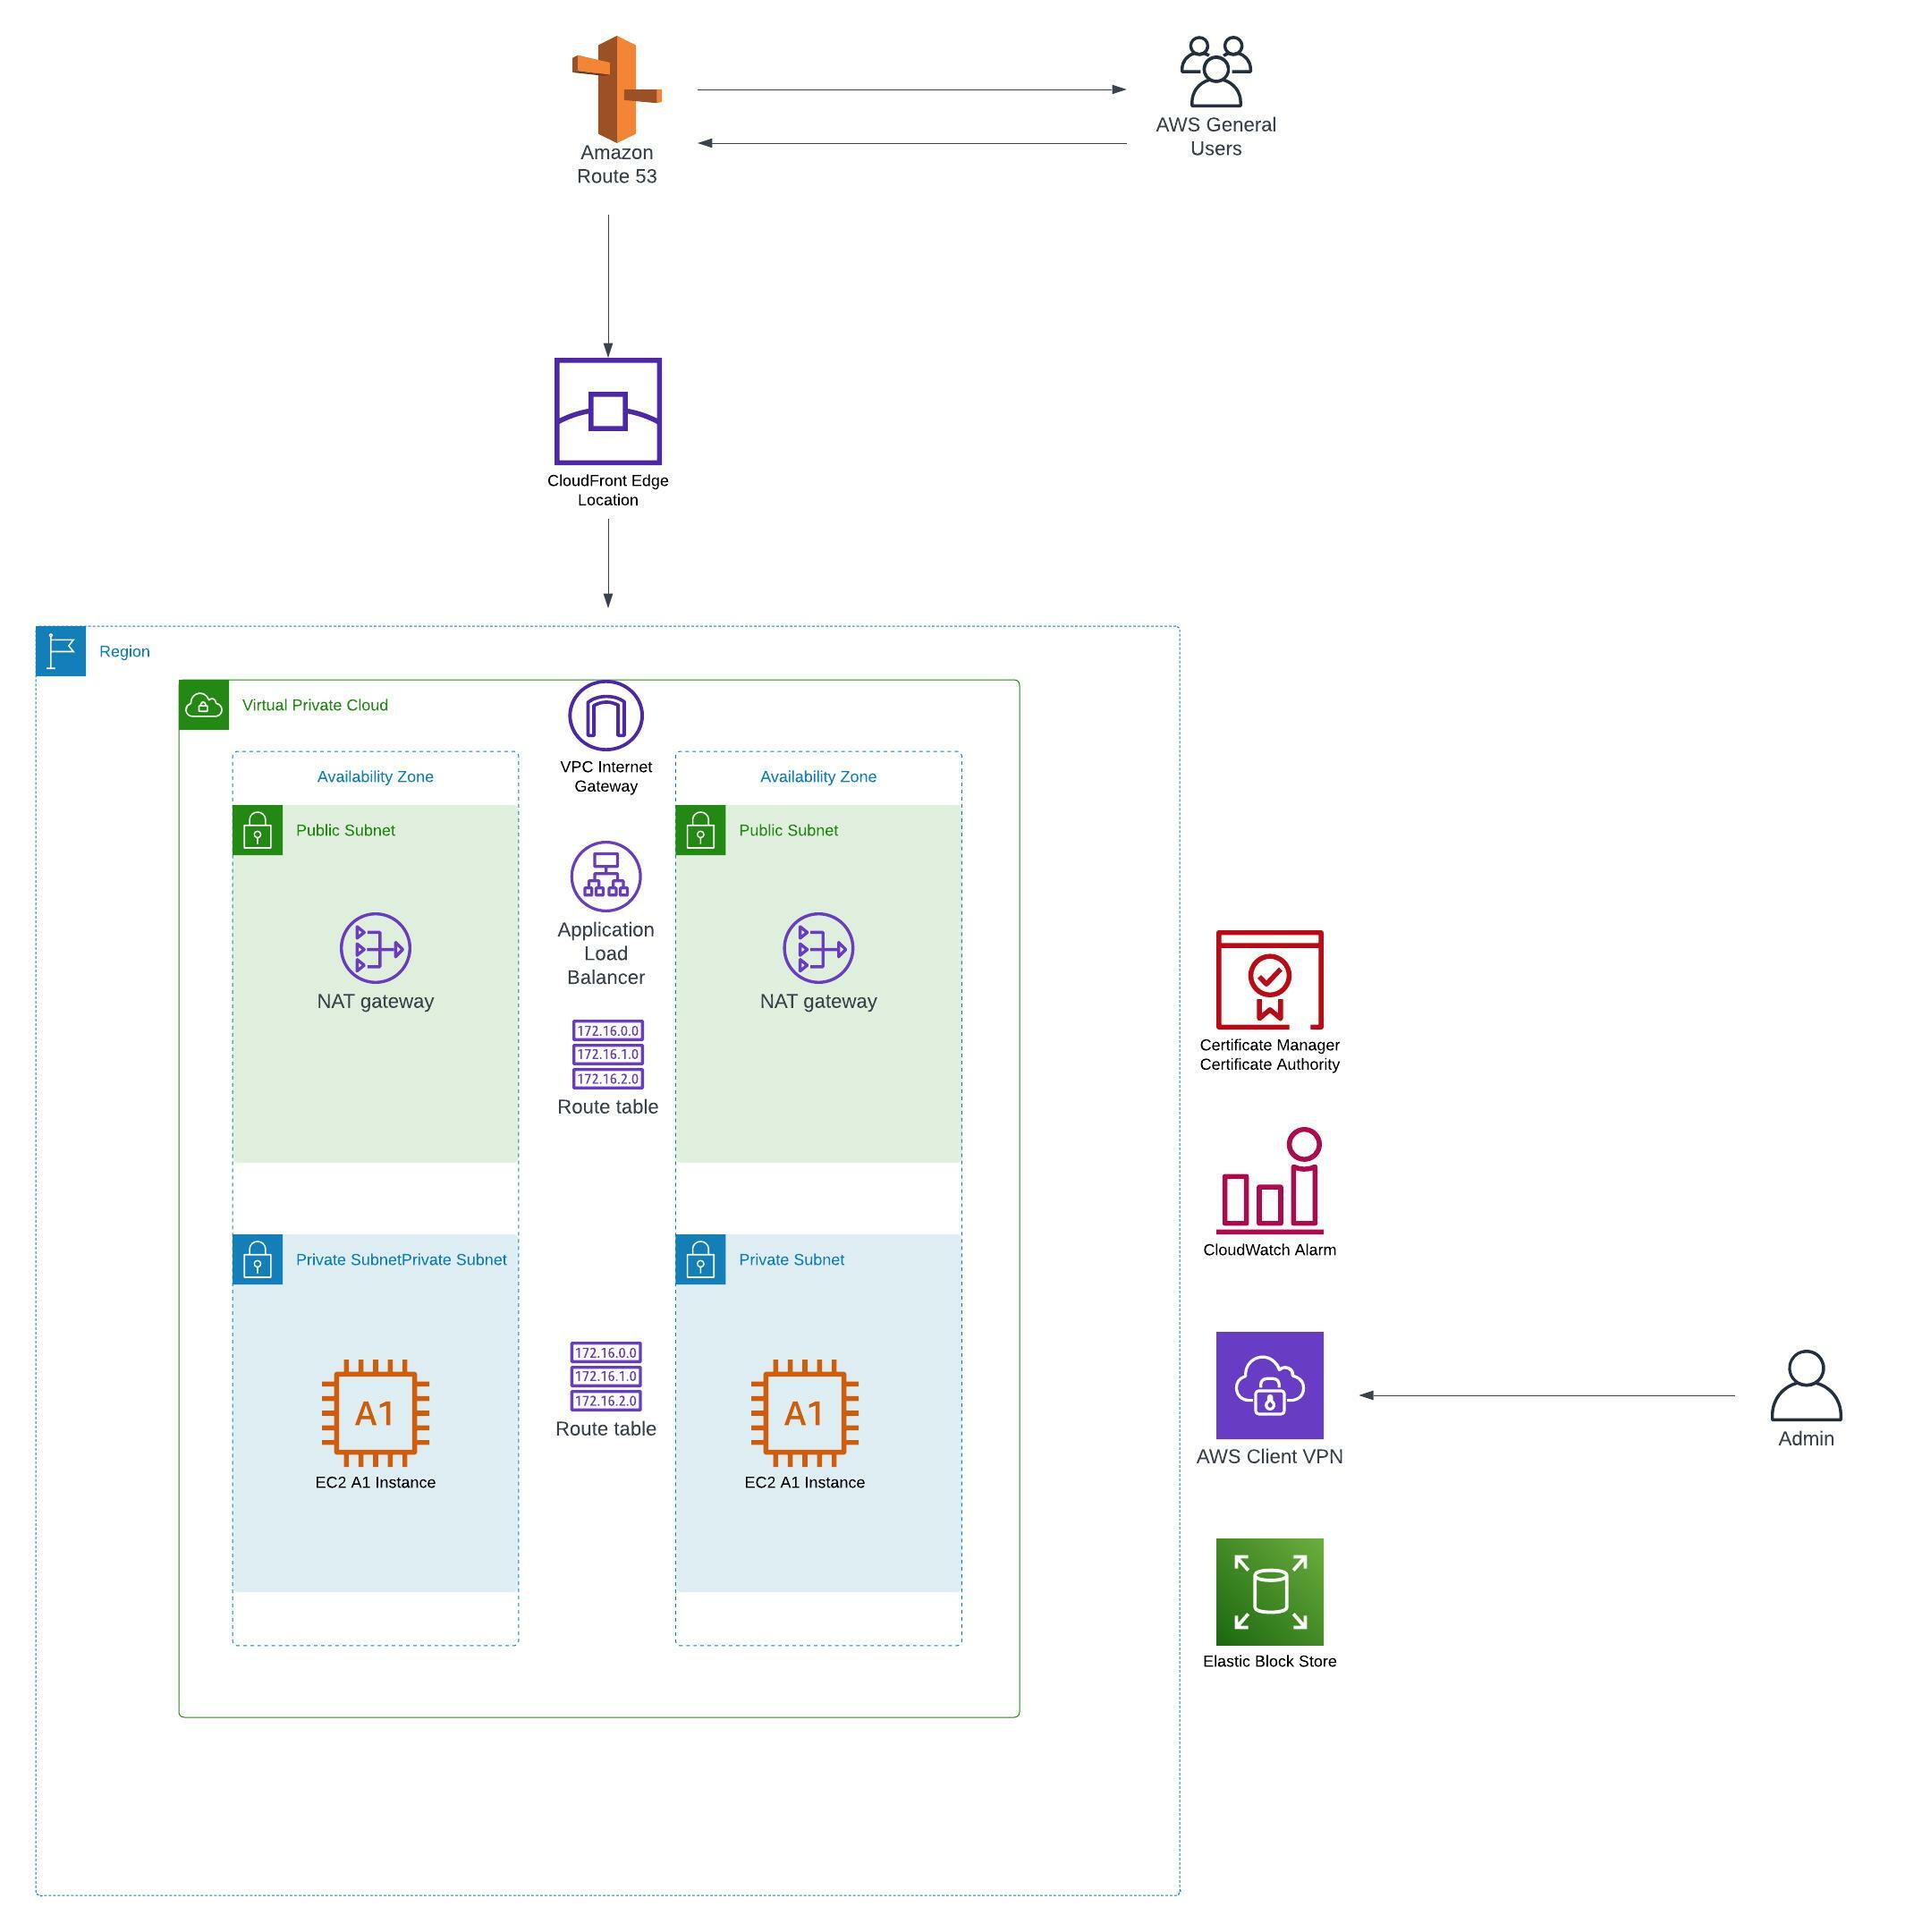 Amazon
Route 53
AWS General
Users
CloudFront Edge
Location
Region
Virtual Private Cloud
VPC Internet
Gateway
Availability Zone
Availability Zone
Public Subnet
Public Subnet
Application
Load
Balancer
NAT gateway
NAT gateway
172.16.0.0
172.16.1.0
172.16.2.0
Route table
Certificate Manager
Certificate Authority
CloudWatch Alarm
Private SubnetPrivate Subnet
Private Subnet
172.16.0.0
172.16.1.0
172.16.2.0
Route table
A1
EC2 A1 Instance
A1
EC2 A1 Instance
AWS Client VPN
Admin
Elastic Block Store